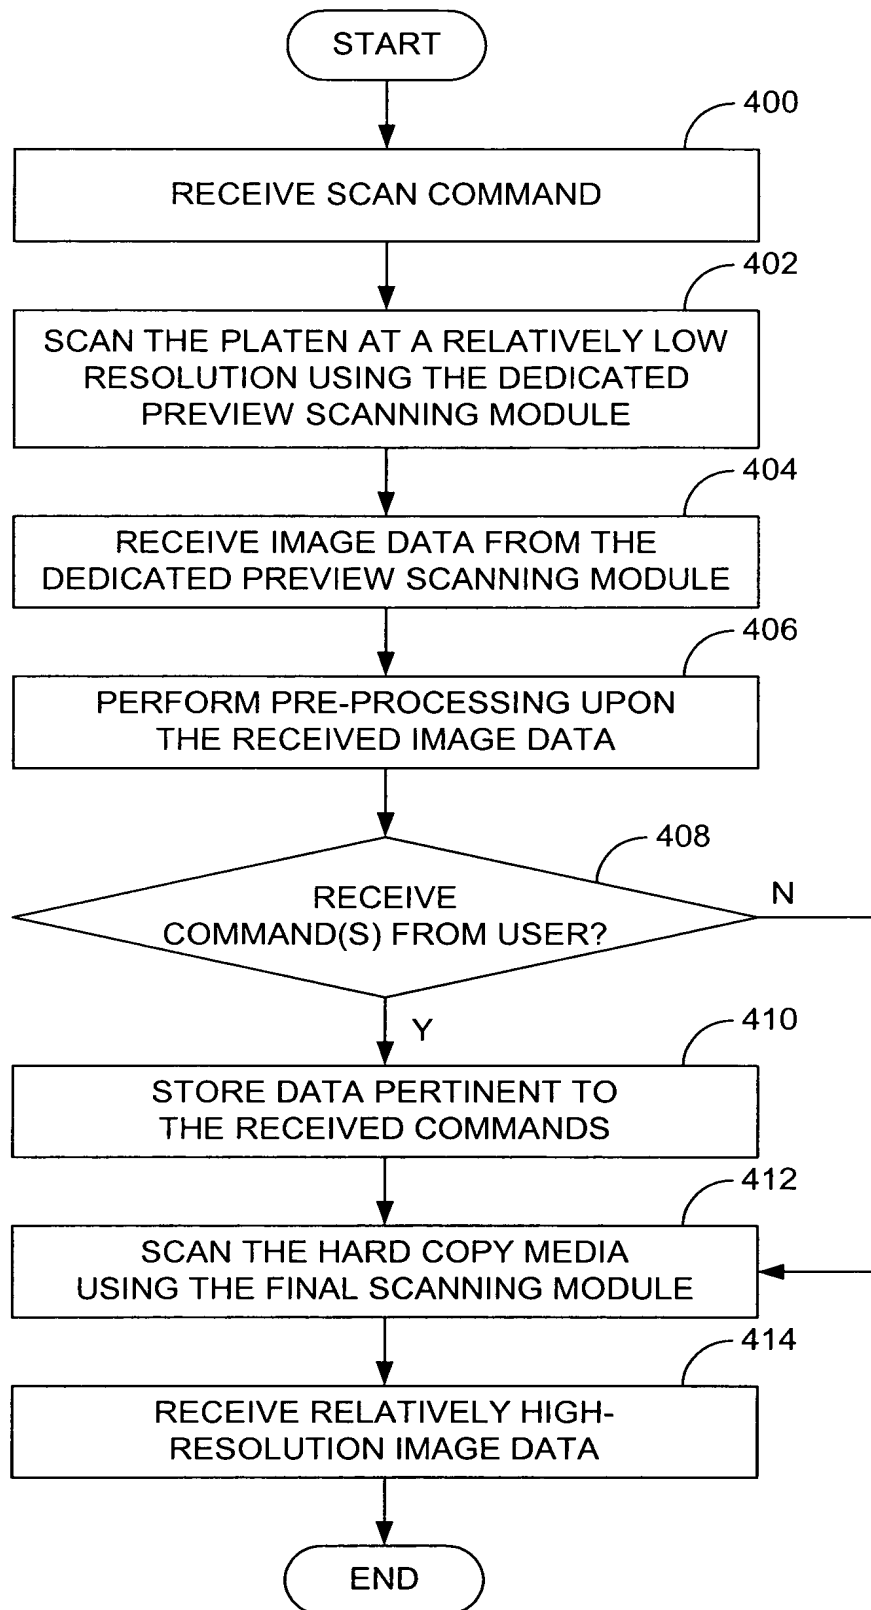 START
400
RECEIVE SCAN COMMAND
402
SCAN THE PLATEN AT A RELATIVELY LOW
RESOLUTION USING THE DEDICATED
PREVIEW SCANNING MODULE
404
RECEIVE IMAGE DATA FROM THE
DEDICATED PREVIEW SCANNING MODULE
406
PERFORM PRE-PROCESSING UPON
THE RECEIVED IMAGE DATA
408
RECEIVE
COMMAND(S) FROM USER?
N
Y
410
STORE DATA PERTINENT TO
THE RECEIVED COMMANDS
412
SCAN THE HARD COPY MEDIA
USING THE FINAL SCANNING MODULE
414
RECEIVE RELATIVELY HIGH-
RESOLUTION IMAGE DATA
END